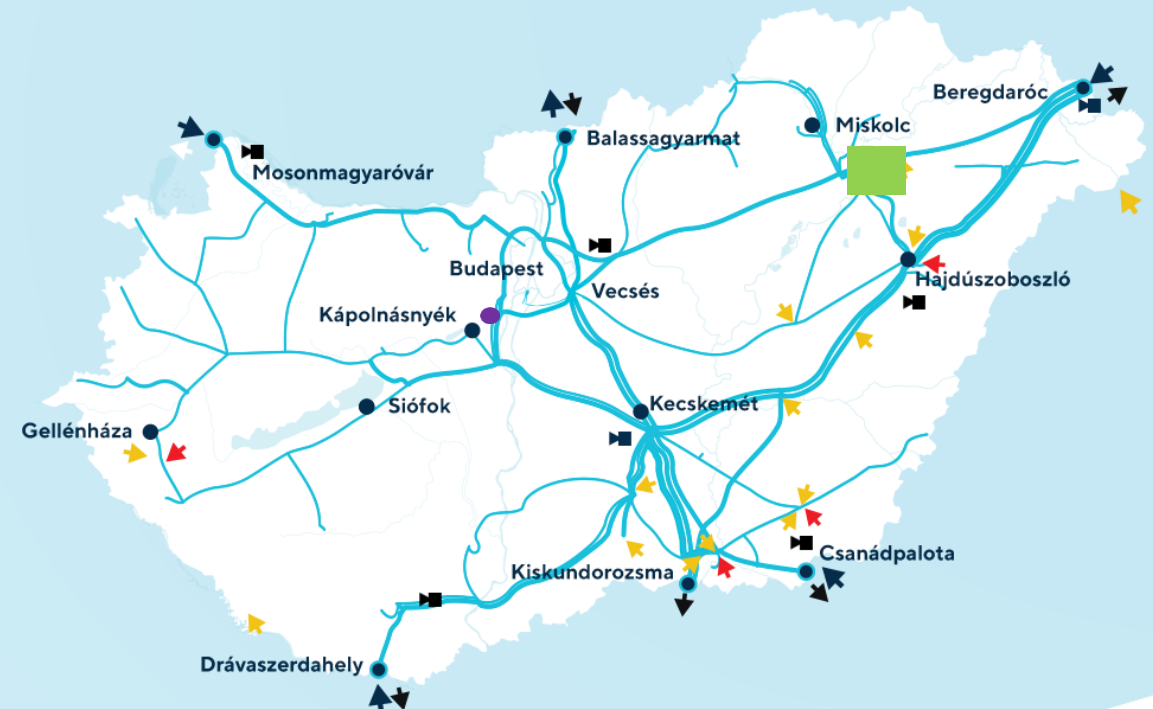 Beregdaróc
Miskolc
Balassagyarmat
Mosonmagyaróvár
Budapest
Hajdúszoboszló
Vecsés
Kápolnásnyék
Siófok
Kecskemét
Gellénháza
Csanádpalota
Kiskundorozsma
Drávaszerdahely